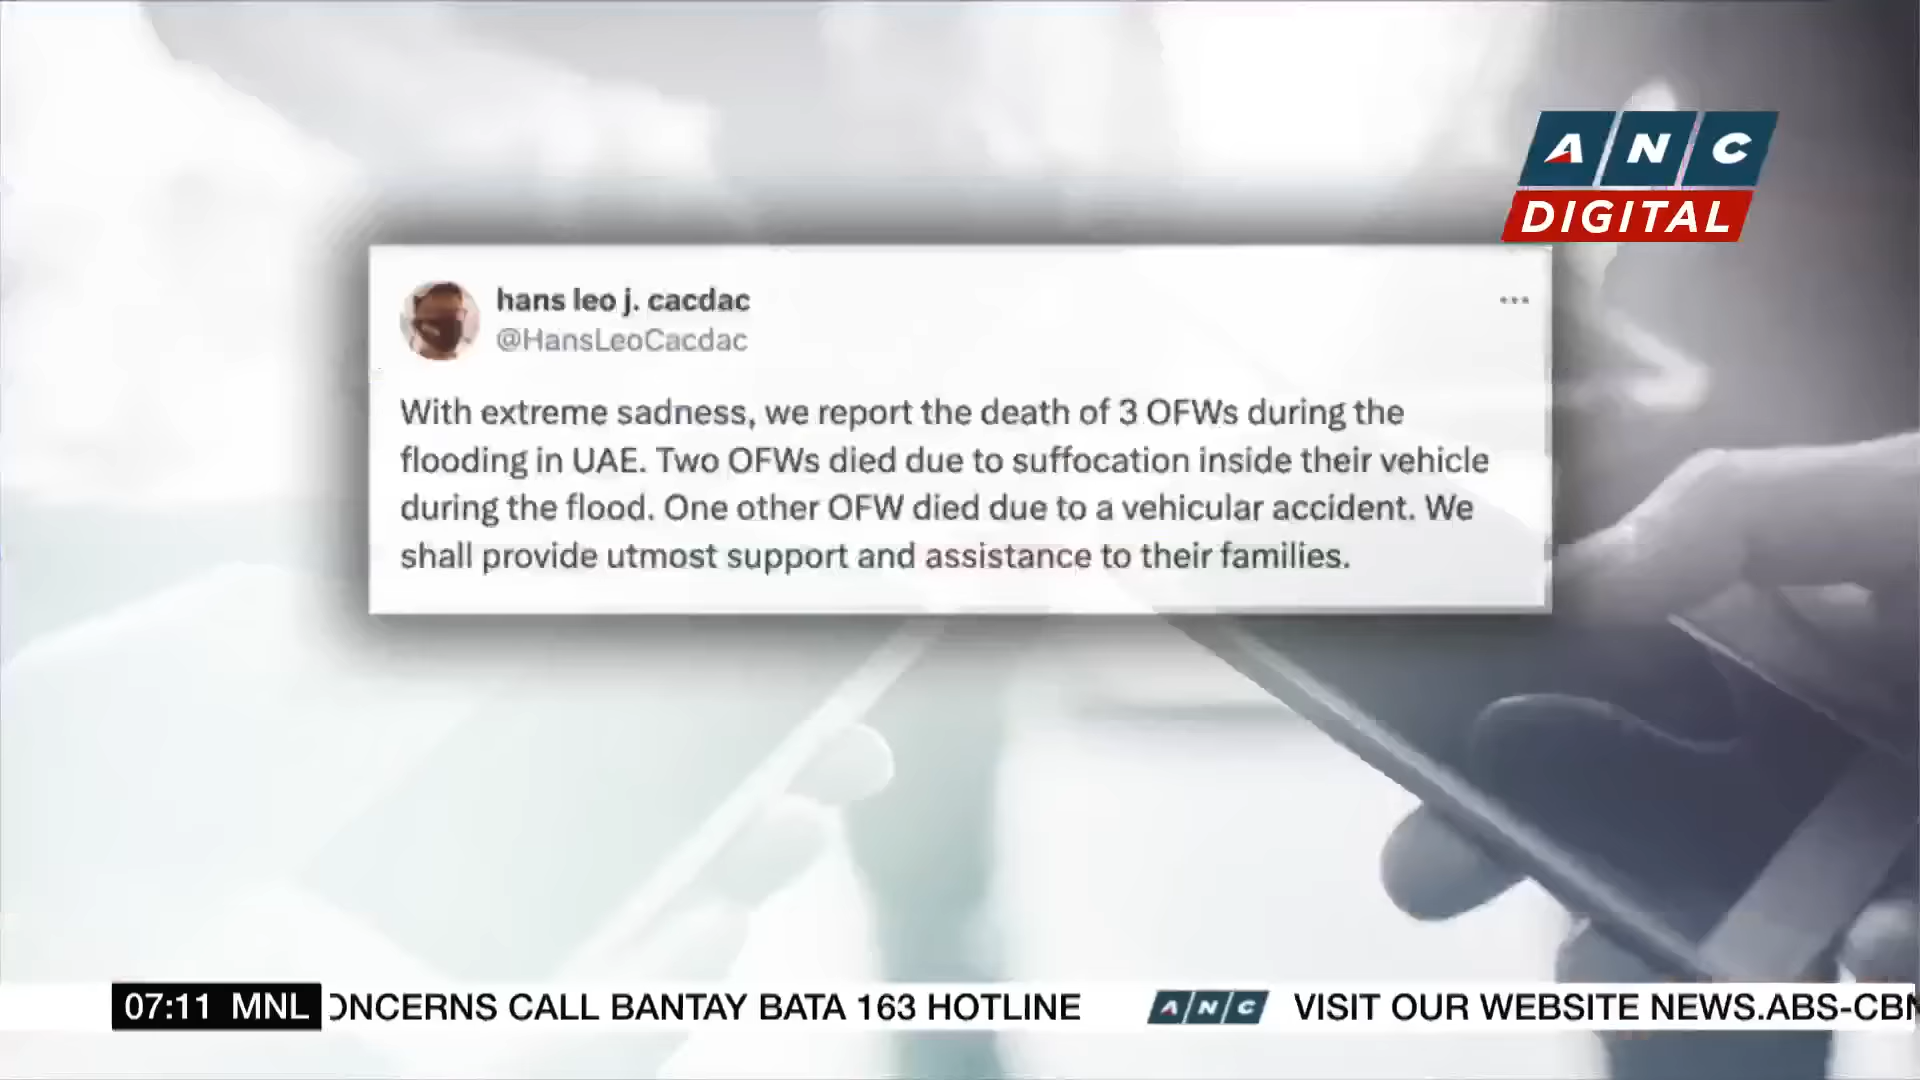 ANC
DIGITAL
hans leo j. cacdac
@HansLeoCacdac
With extreme sadness, we report the death of 3 OFWs during the
flooding in UAE. Two OFWs died due to suffocation inside their vehicle
during the flood. One other OFW died due to a vehicular accident. We
shall provide utmost support and assistance to their families.
07:11 MNL ONCERNS CALL BANTAY BATA 163 HOTLINE ANC VISIT OUR WEBSITE NEWS.ABS-CBN